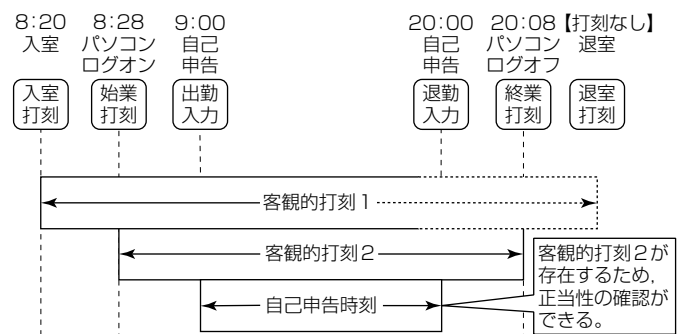 8:20 8:28 9:00 20:00 20:08 【打刻なし】
入室 パソコン 自己 自己 パソコン 退室
ログオン 申告 申告 ログオフ
入室 始業 出勤 退勤 終業 退室
打刻 打刻 入力 入力 打刻 打刻
客観的打刻1
客観的打刻2
自己申告時刻
客観的打刻2が
存在するため,
正当性の確認が
できる。